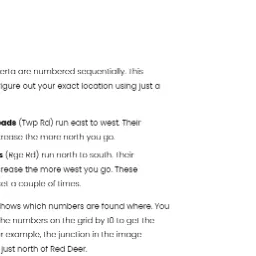 erta are numbered sequentially. This
igure out your exact location using just a
oads (Twp Rd) run east to west. Their
rease the more north you go.
s (Rge Rd) run north to south. Their
crease the more west you go. These
et a couple of times.
shows which numbers are found where. You
he numbers on the grid by 10 to get the
r example, the junction in the image
just north of Red Deer.